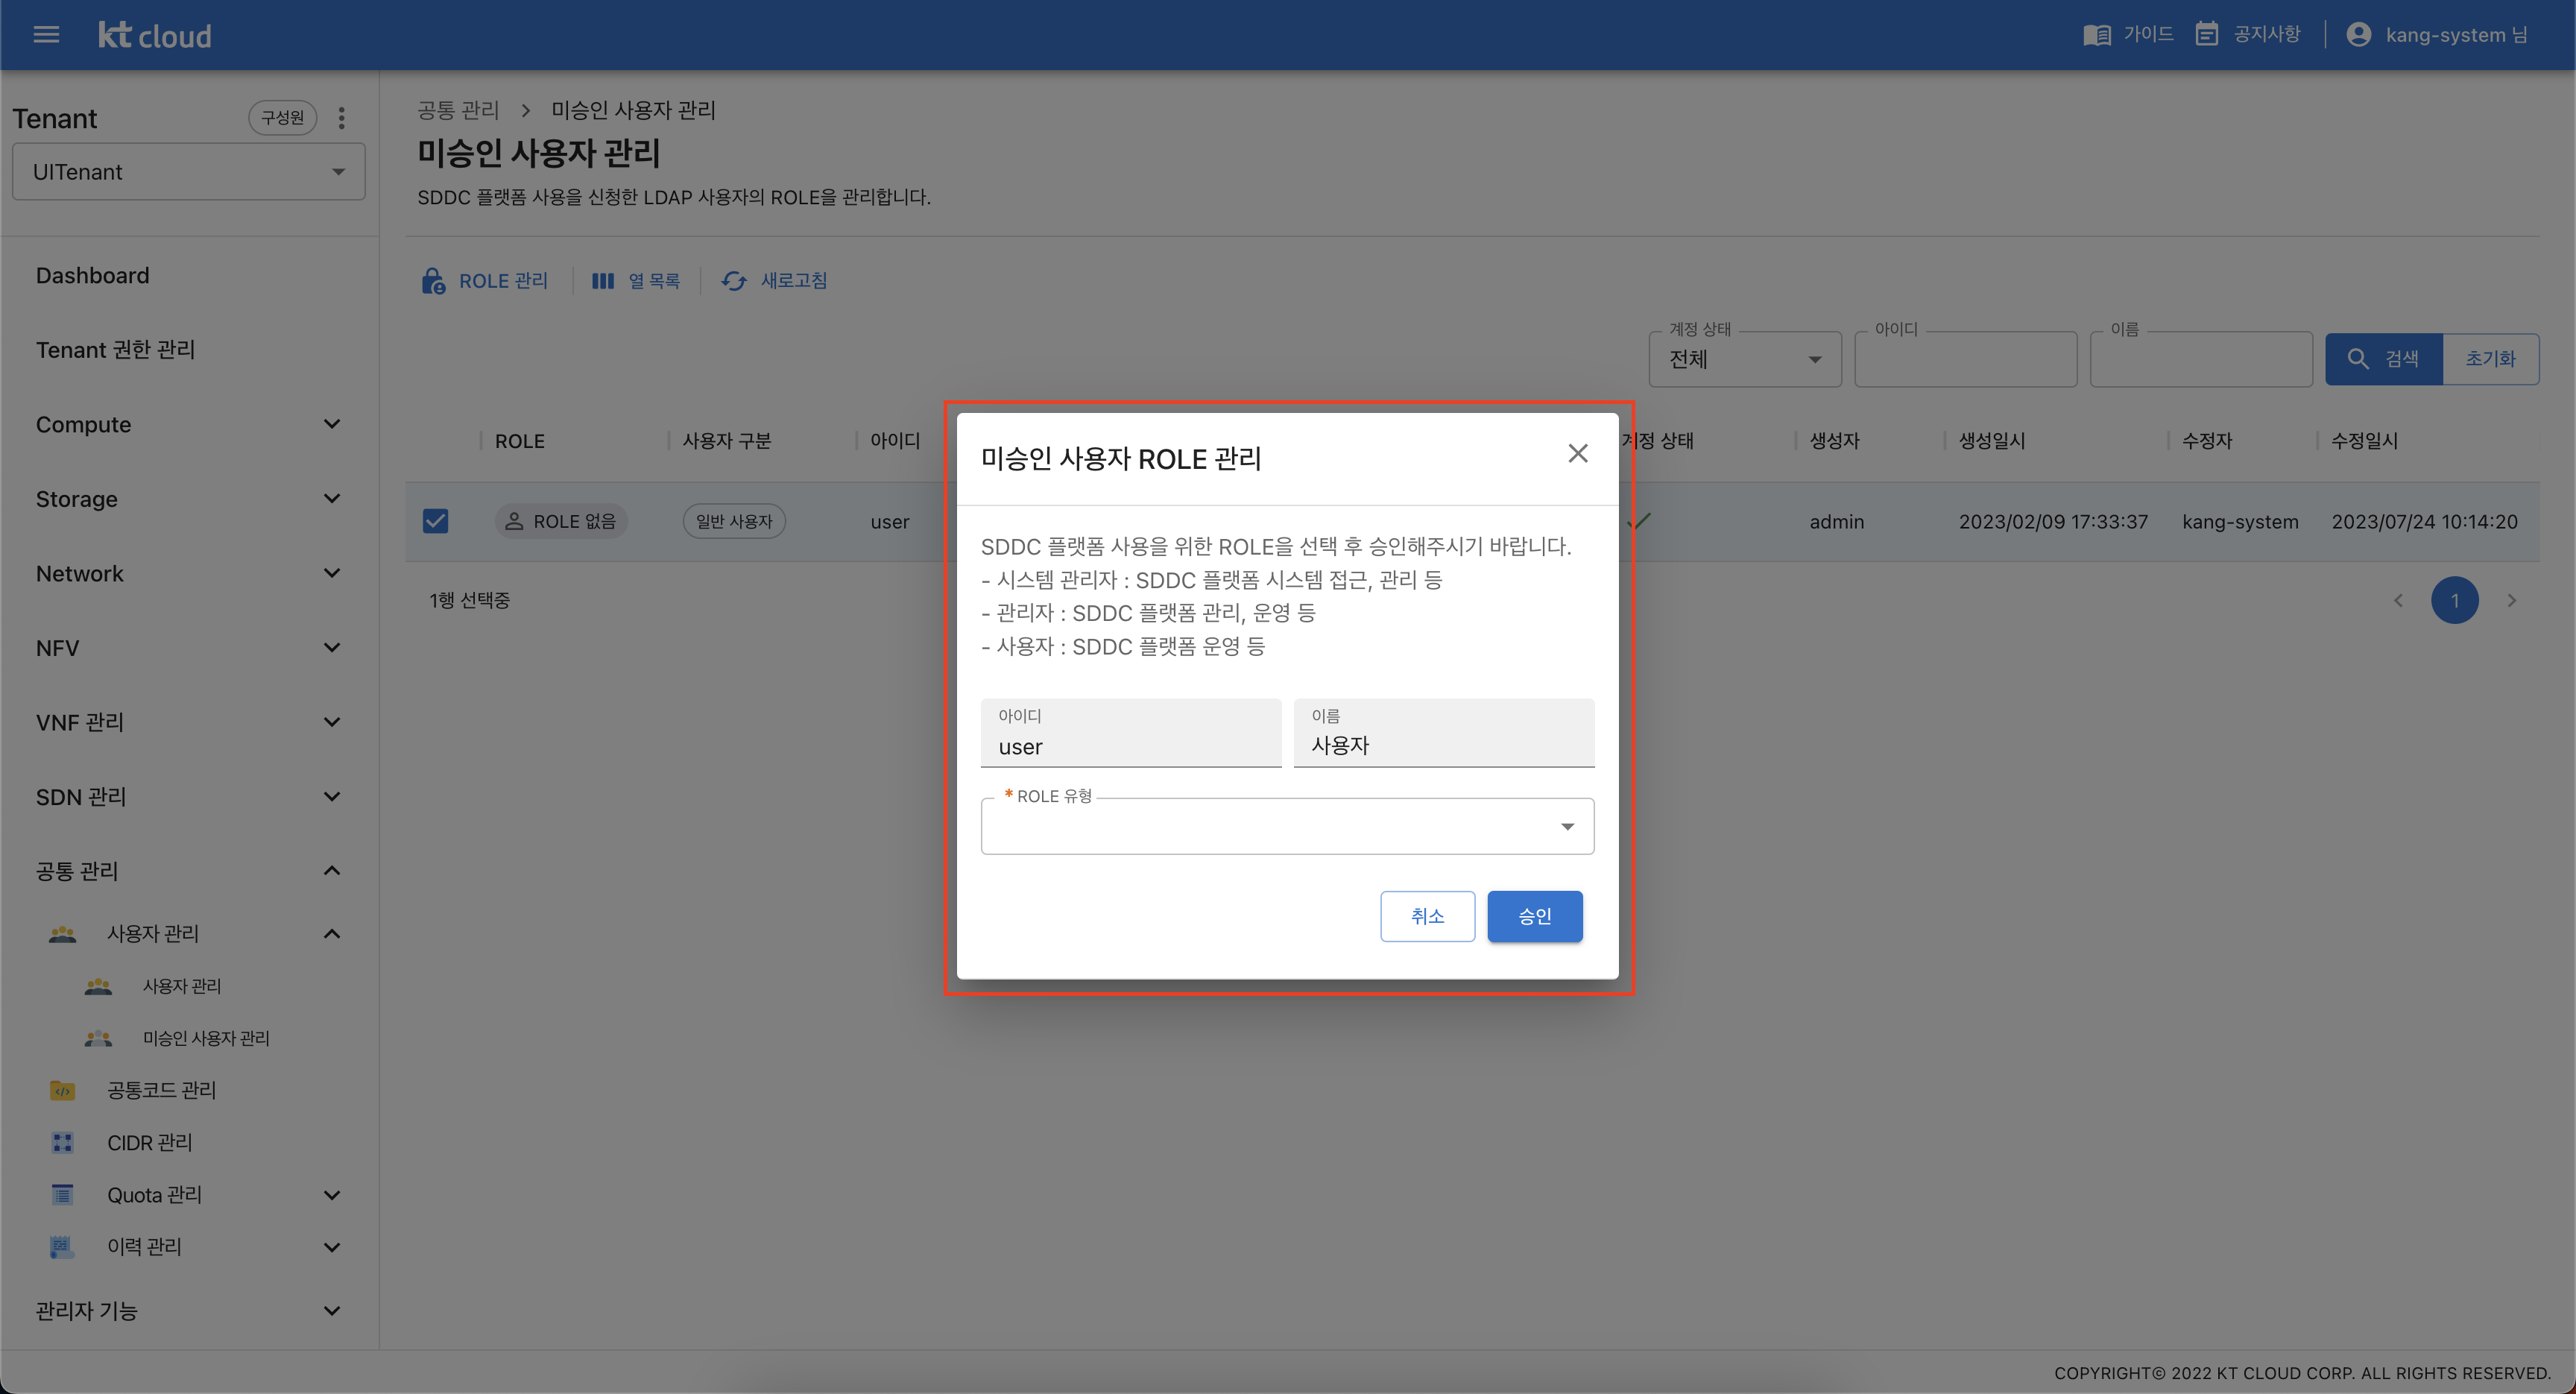 kt cloud
가이드
공지사항
kang-system 님
Tenant
구성원
UITenant
Dashboard
Tenant 권한 관리
Compute
Storage
Network
NFV
VNF 관리
SDN 관리
공통 관리
사용자 관리
사용자 관리
미승인 사용자 관리
공통코드 관리
CIDR 관리
Quota 관리
이력 관리
관리자 기능
공통 관리 > 미승인 사용자 관리
미승인 사용자 관리
SDDC 플랫폼 사용을 신청한 LDAP 사용자의 ROLE을 관리합니다.
ROLE 관리
열 목록
새로고침
계정 상태
전체
아이디
이름
검색
초기화
ROLE 사용자 구분 아이디 계정 상태 생성자 생성일시 수정자 수정일시
ROLE 없음 일반 사용자 user admin 2023/02/09 17:33:37 kang-system 2023/07/24 10:14:20
1행 선택중
1
미승인 사용자 ROLE 관리
SDDC 플랫폼 사용을 위한 ROLE을 선택 후 승인해주시기 바랍니다.
- 시스템 관리자 : SDDC 플랫폼 시스템 접근, 관리 등
- 관리자 : SDDC 플랫폼 관리, 운영 등
- 사용자 : SDDC 플랫폼 운영 등
아이디
user
이름
사용자
* ROLE 유형
취소
승인
COPYRIGHT© 2022 KT CLOUD CORP. ALL RIGHTS RESERVED.